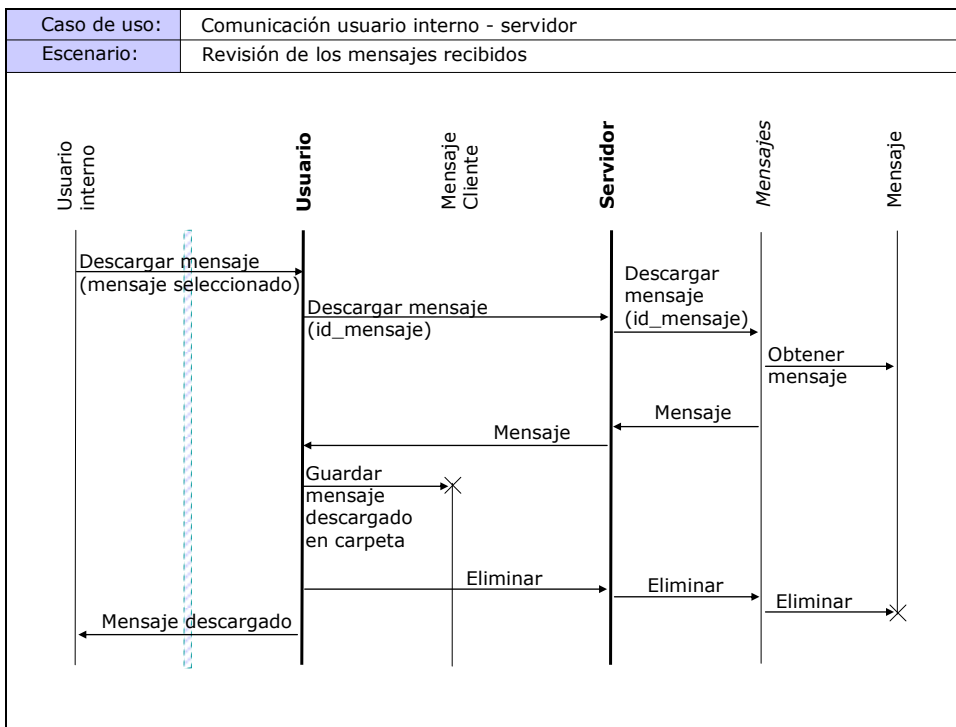 Caso de uso:
Comunicación usuario interno - servidor
Escenario:
Revisión de los mensajes recibidos
Usuario
interno
Usuario
Mensaje
Cliente
Servidor
Mensajes
Mensaje
Descargar mensaje
(mensaje seleccionado)
Descargar mensaje
(id_mensaje)
Descargar
mensaje
(id_mensaje)
Obtener
mensaje
Mensaje
Mensaje
Guardar
mensaje
descargado
en carpeta
Eliminar
Eliminar
Eliminar
Mensaje descargado